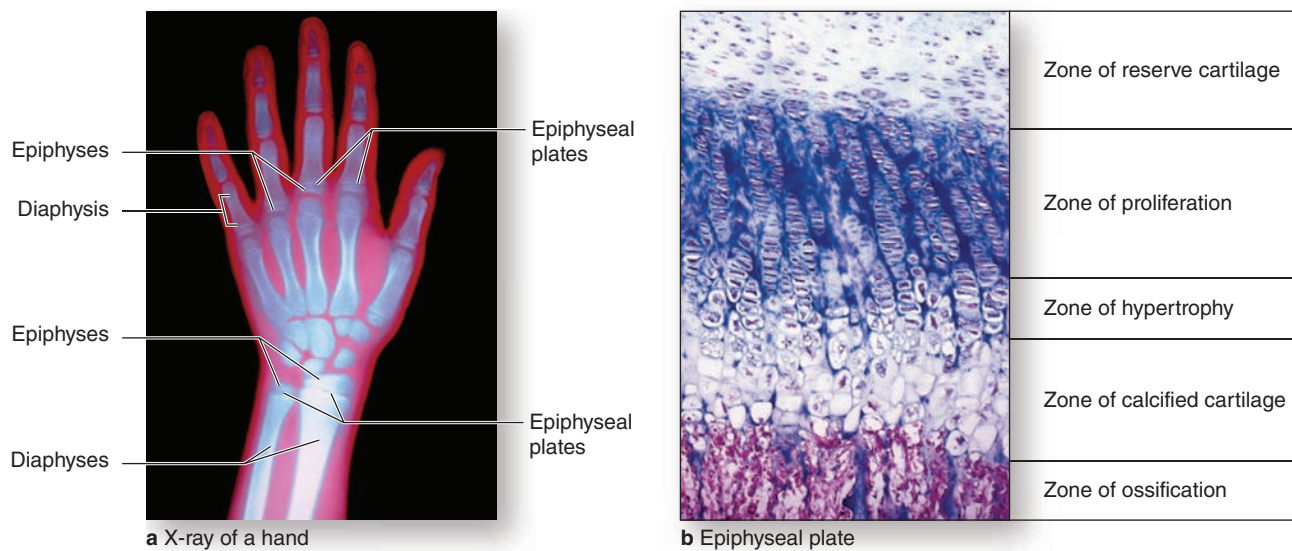 Epiphyses
Diaphysis
Epiphyses
Diaphyses
Epiphyseal
plates
Epiphyseal
plates
a X-ray of a hand
Zone of reserve cartilage
Zone of proliferation
Zone of hypertrophy
Zone of calcified cartilage
Zone of ossification
b Epiphyseal plate